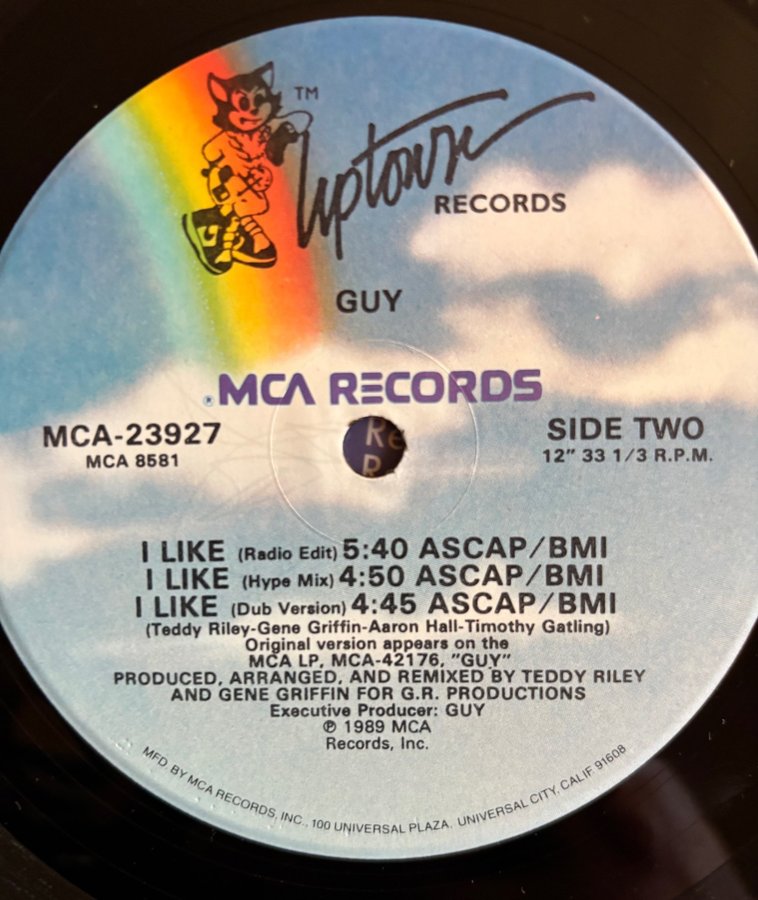 TM
Uptown
RECORDS
GUY
® MCA RECORDS
MCA-23927
MCA 8581
SIDE TWO
12" 33 1/3 R.P.M.
I LIKE (Radio Edit) 5:40 ASCAP/BMI
I LIKE (Hype Mix) 4:50 ASCAP/BMI
I LIKE (Dub Version) 4:45 ASCAP/BMI
(Teddy Riley-Gene Griffin-Aaron Hall-Timothy Gatling)
Original version appears on the
MCA LP, MCA-42176, "GUY"
PRODUCED, ARRANGED, AND REMIXED BY TEDDY RILEY
AND GENE GRIFFIN FOR G.R. PRODUCTIONS
Executive Producer: GUY
℗ 1989 MCA
Records, Inc.
MFD. BY MCA RECORDS, INC., 100 UNIVERSAL PLAZA, UNIVERSAL CITY, CALIF 91608